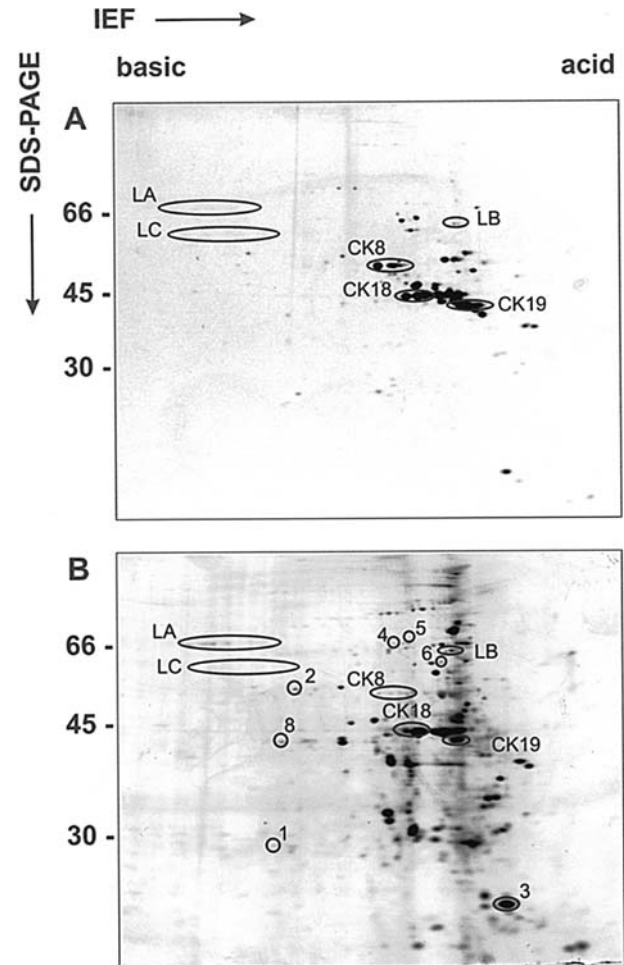 IEF
basic acid
SDS-PAGE
A
66 -
45 -
30 -
LA
LC
LB
CK8
CK18
CK19
B
66 -
45 -
30 -
LA
LC
2
8
1
4
5
6
LB
CK8
CK18
CK19
3